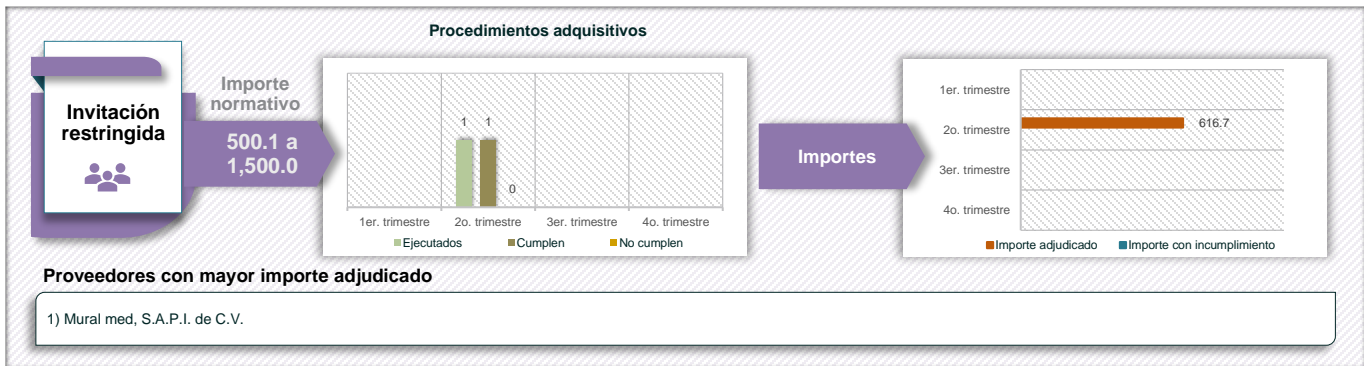 Procedimientos adquisitivos
Invitación
restringida
Importe
normativo
500.1 a
1,500.0
1 1
0
1er. trimestre 2o. trimestre 3er. trimestre 4o. trimestre
Ejecutados Cumplen No cumplen
Importes
1er. trimestre
2o. trimestre 616.7
3er. trimestre
4o. trimestre
Importe adjudicado Importe con incumplimiento
Proveedores con mayor importe adjudicado
1) Mural med, S.A.P.I. de C.V.